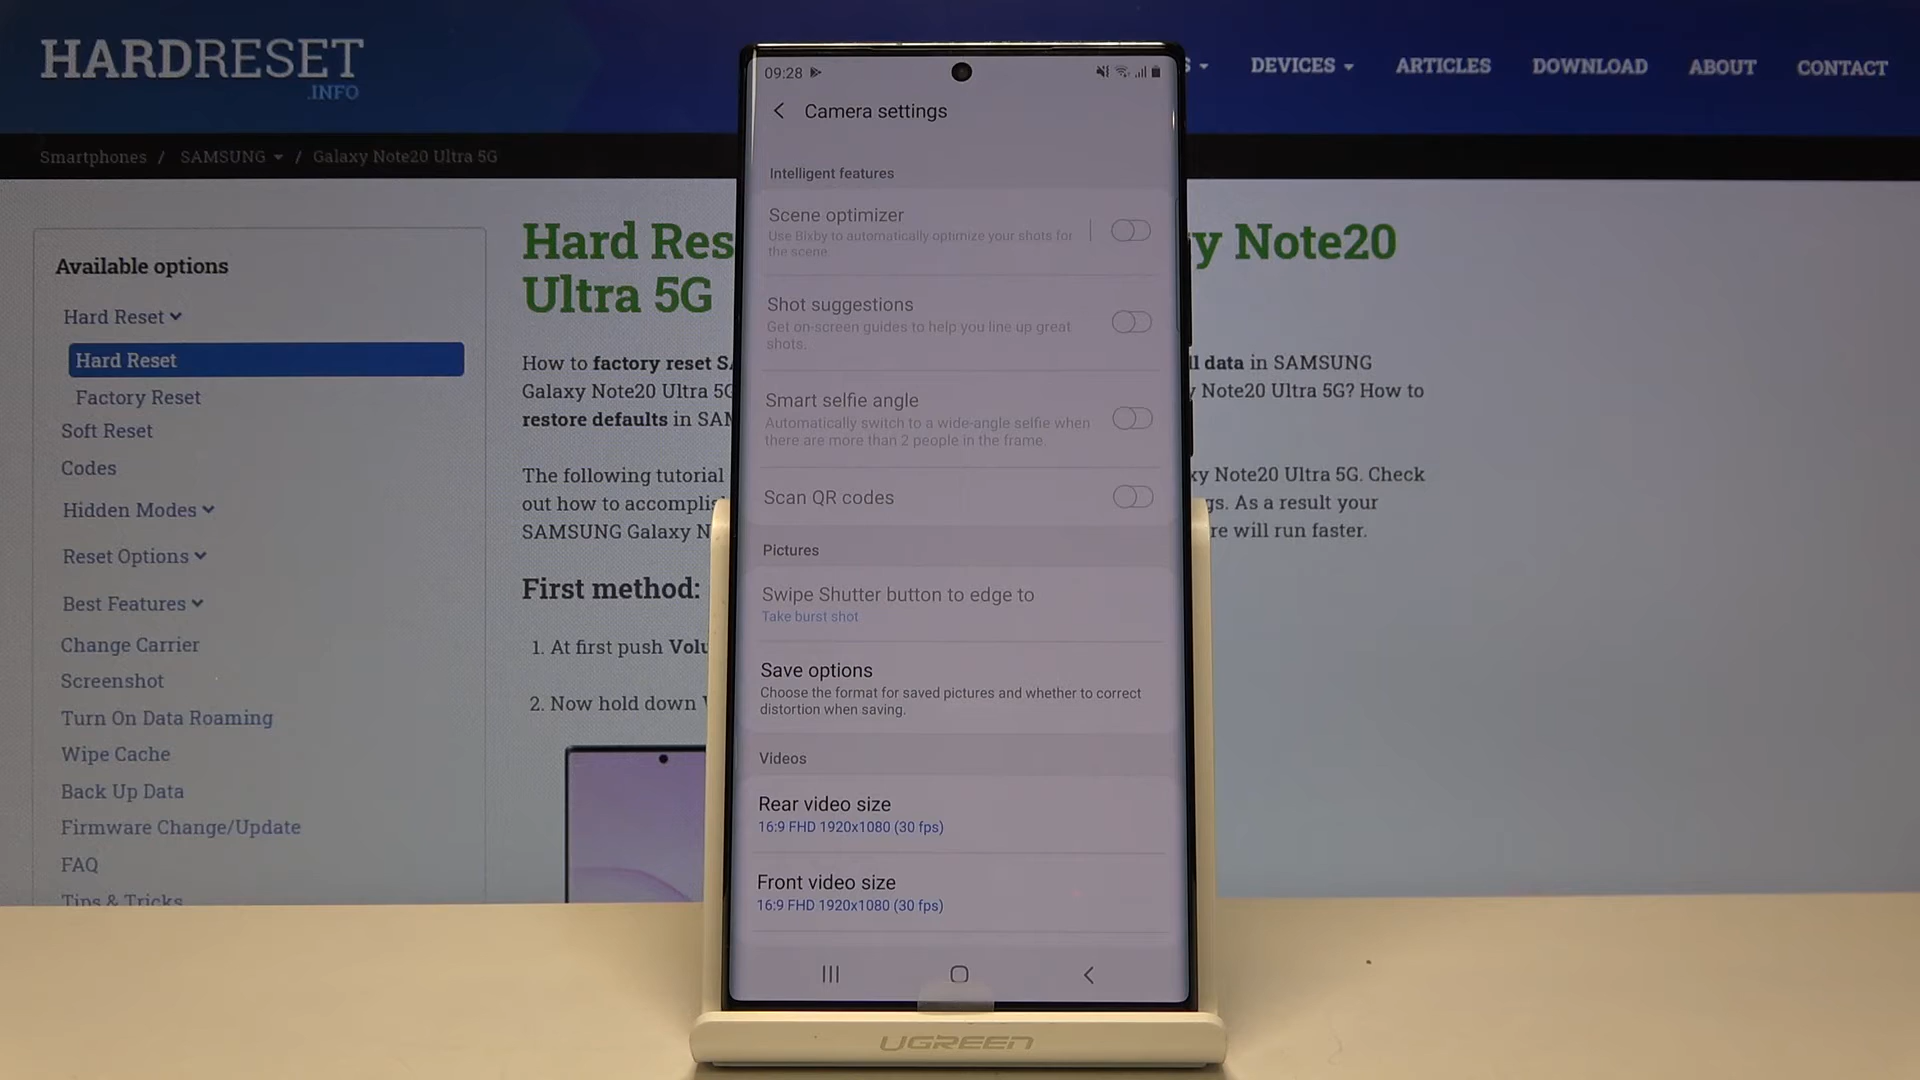 HARDRESET
.INFO
DEVICES
ARTICLES
DOWNLOAD
ABOUT
CONTACT
Smartphones / SAMSUNG / Galaxy Note20 Ultra 5G
Available options
Hard Reset
Hard Reset
Factory Reset
Soft Reset
Codes
Hidden Modes
Reset Options
Best Features
Change Carrier
Screenshot
Turn On Data Roaming
Wipe Cache
Back Up Data
Firmware Change/Update
FAQ
Tips & Tricks
Hard Res
y Note20
Ultra 5G
How to factory reset
data in SAMSUNG
Galaxy Note20 Ultra
Note20 Ultra 5G? How to
restore defaults in
The following tutorial
Note20 Ultra 5G. Check
out how to
As a result your
SAMSUNG Galaxy
will run faster.
First method:
1. At first push
2. Now hold down
09:28
Camera settings
Intelligent features
Scene optimizer
Use Bixby to automatically optimize your shots for
the scene.
Shot suggestions
Get on-screen guides to help you line up great
shots.
Smart selfie angle
Automatically switch to a wide-angle selfie when
there are more than 2 people in the frame.
Scan QR codes
Pictures
Swipe Shutter button to edge to
Take burst shot
Save options
Choose the format for saved pictures and whether to correct
distortion when saving.
Videos
Rear video size
16:9 FHD 1920x1080 (30 fps)
Front video size
16:9 FHD 1920x1080 (30 fps)
UGREEN